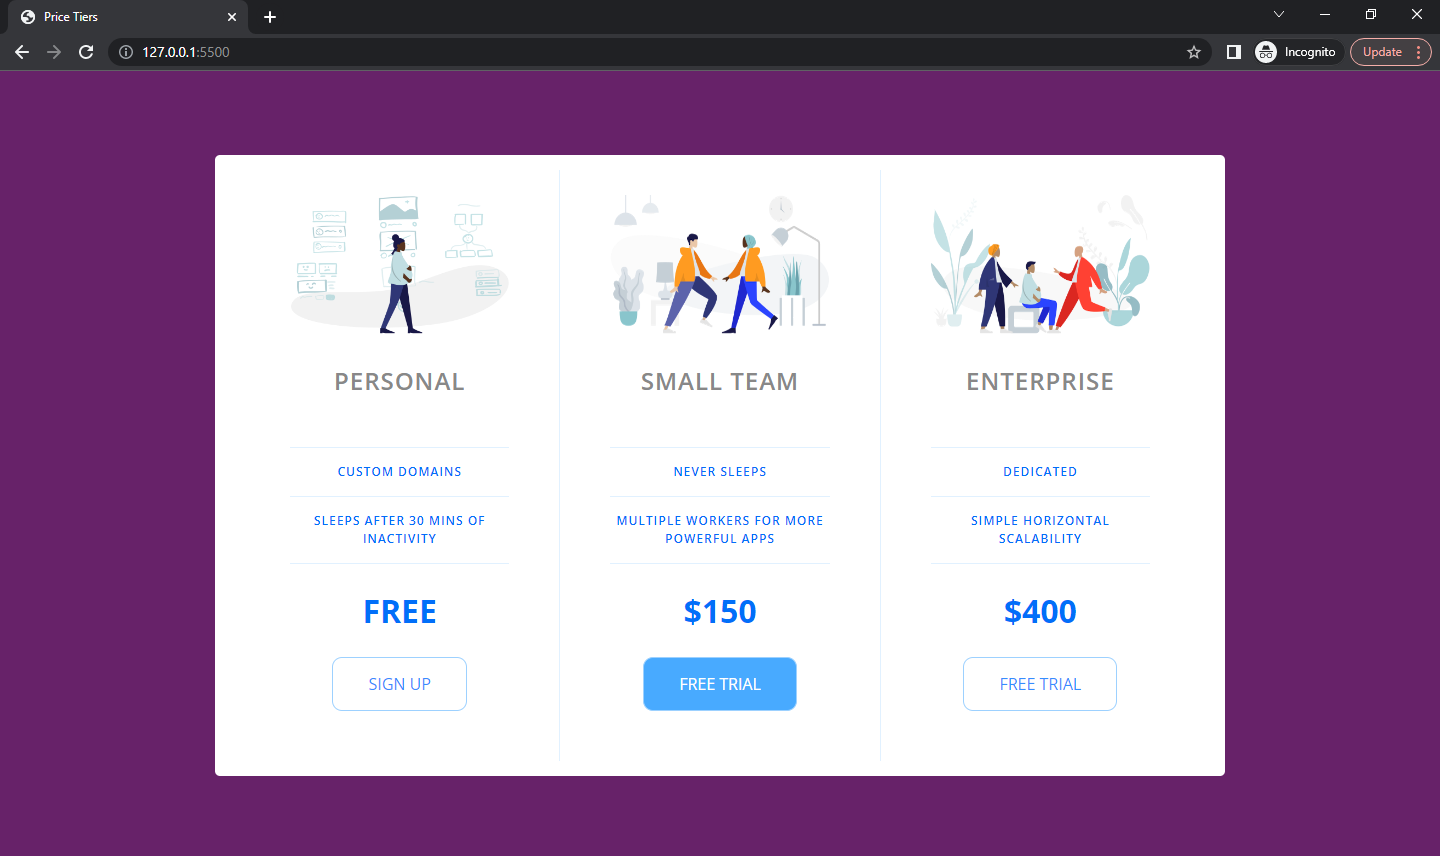 Price Tiers
127.0.0.1:5500
Incognito
Update
PERSONAL
CUSTOM DOMAINS
SLEEPS AFTER 30 MINS OF
INACTIVITY
FREE
SIGN UP
SMALL TEAM
NEVER SLEEPS
MULTIPLE WORKERS FOR MORE
POWERFUL APPS
$150
FREE TRIAL
ENTERPRISE
DEDICATED
SIMPLE HORIZONTAL
SCALABILITY
$400
FREE TRIAL